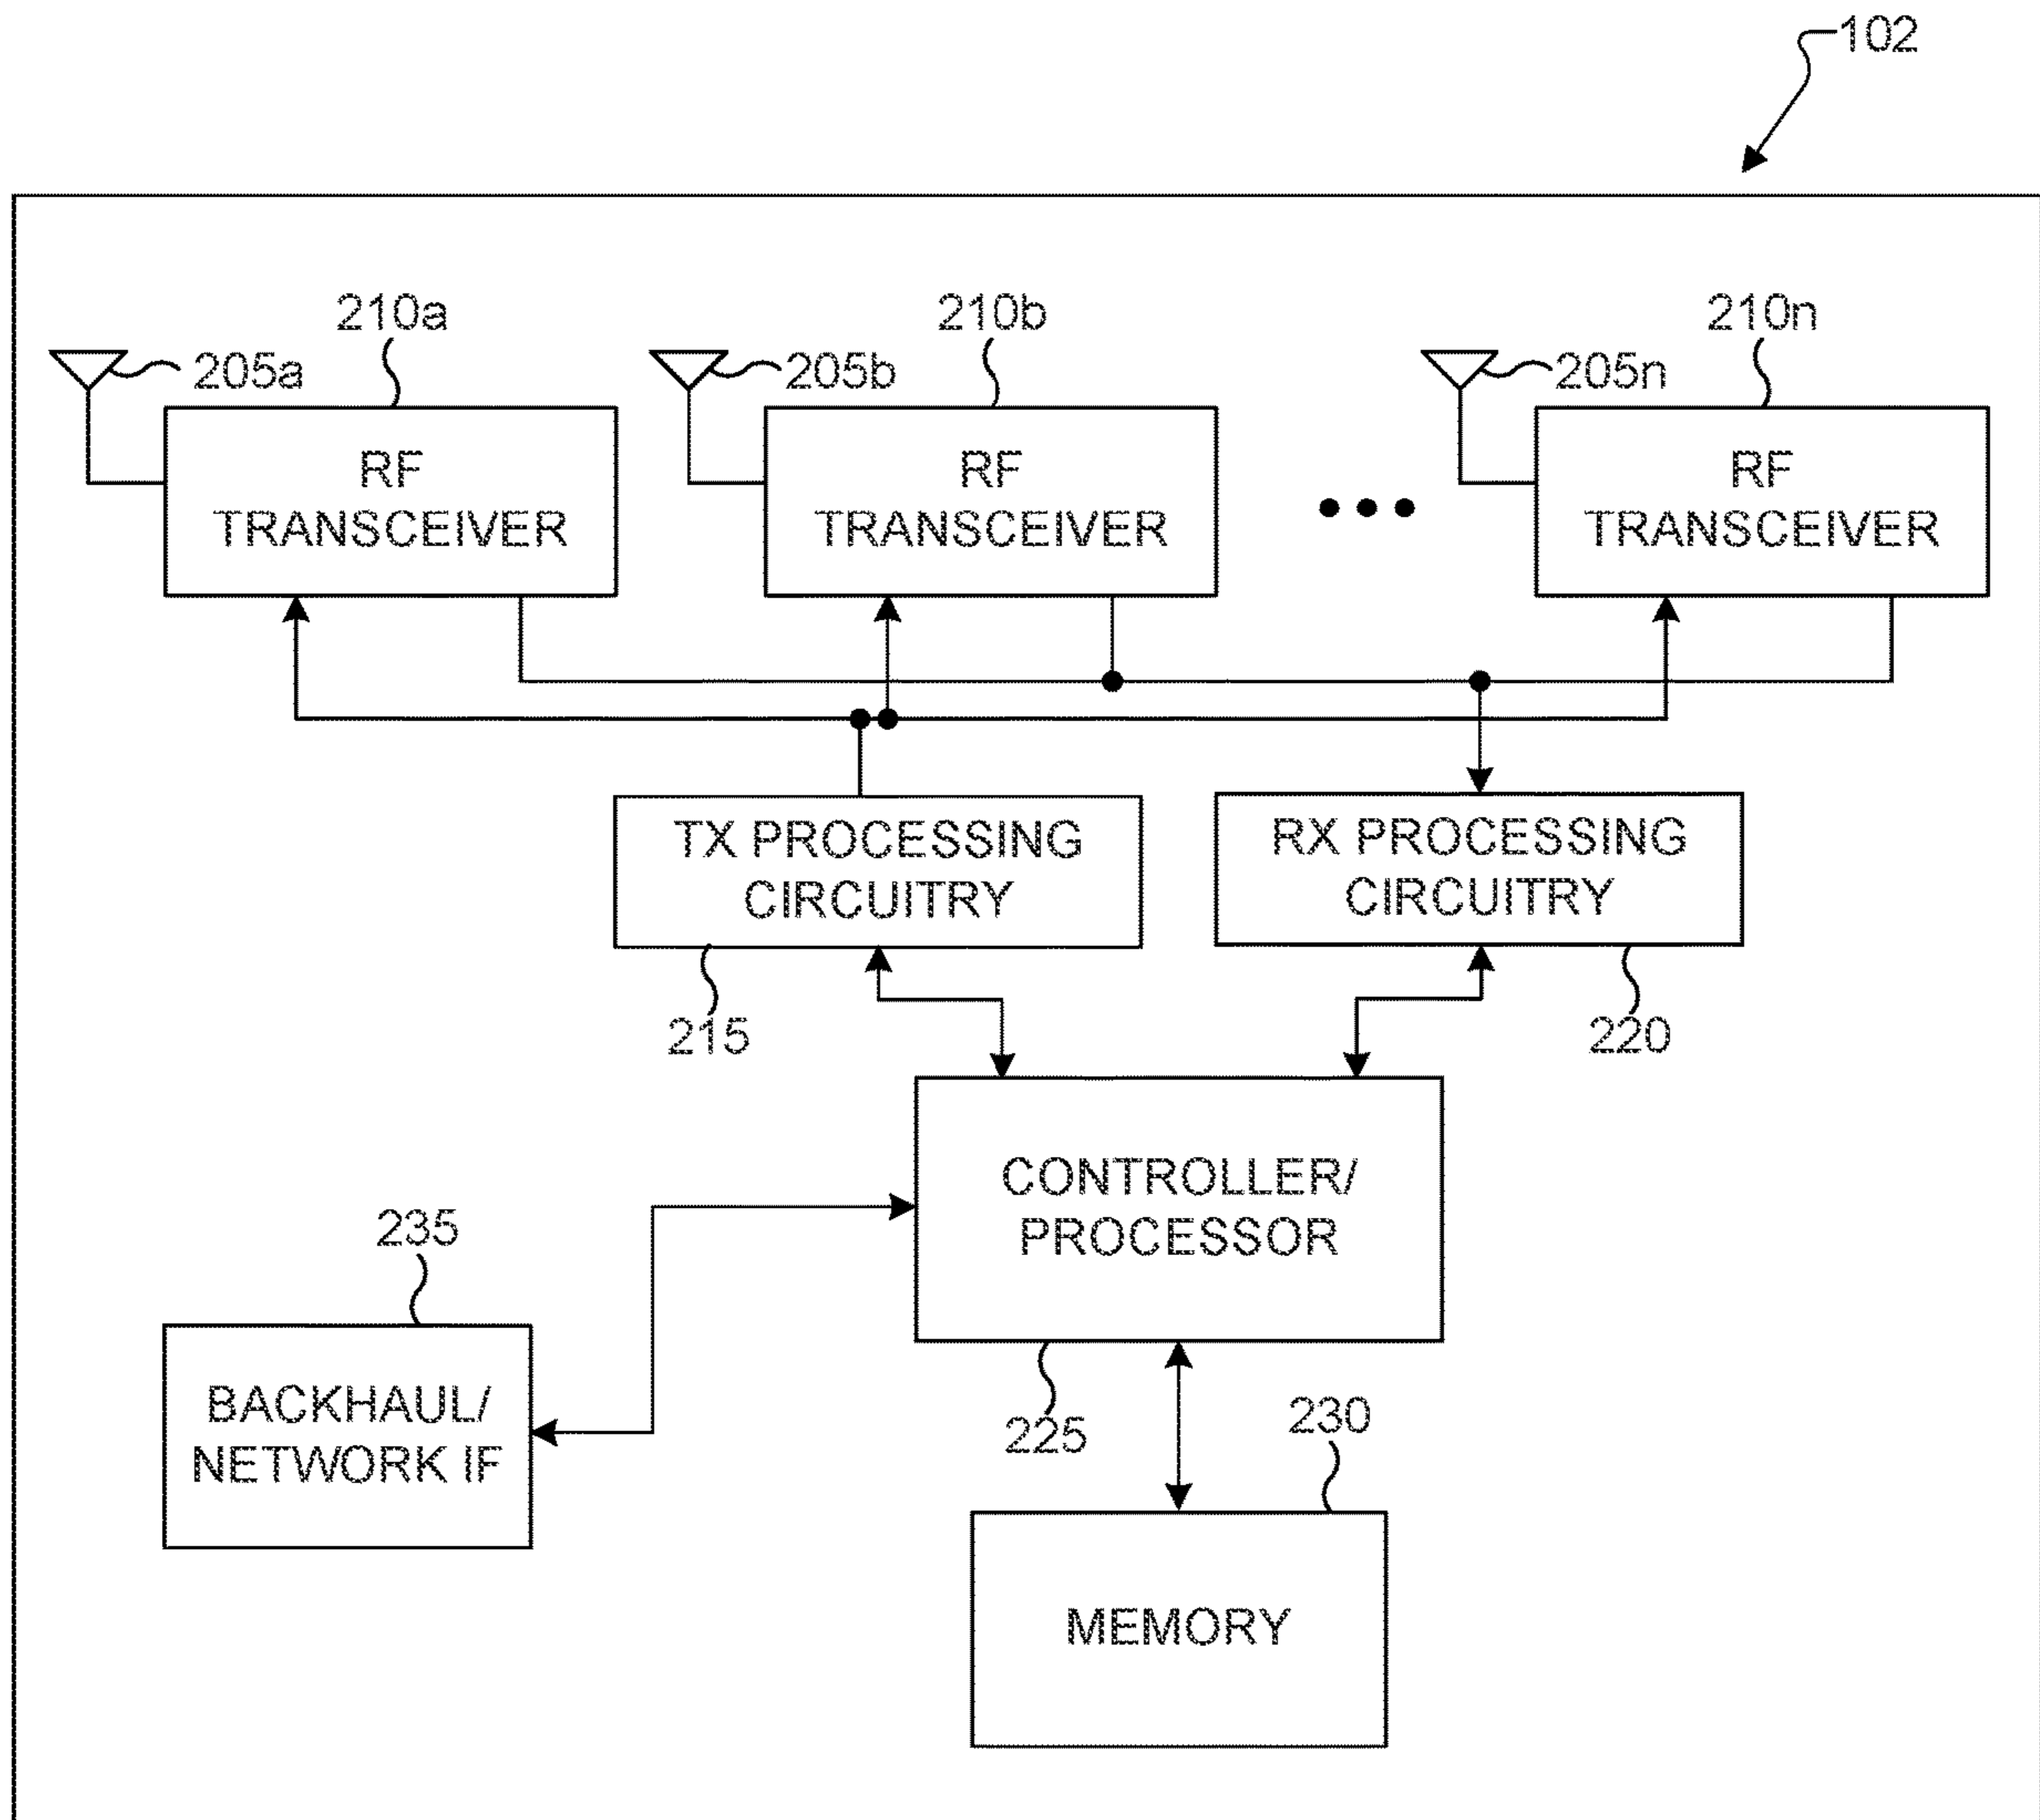 102
210a
210b
210n
205a
205b
205n
RF
TRANSCEIVER
RF
TRANSCEIVER
RF
TRANSCEIVER
TX PROCESSING
CIRCUITRY
RX PROCESSING
CIRCUITRY
215
220
CONTROLLER/
PROCESSOR
235
225
BACKHAUL/
NETWORK IF
230
MEMORY